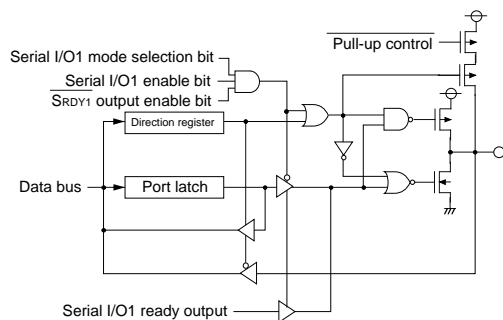 Serial I/O1 mode selection bit
Pull-up control
Serial I/O1 enable bit
SRDY1 output enable bit
Direction register
Data bus
Port latch
Serial I/O1 ready output